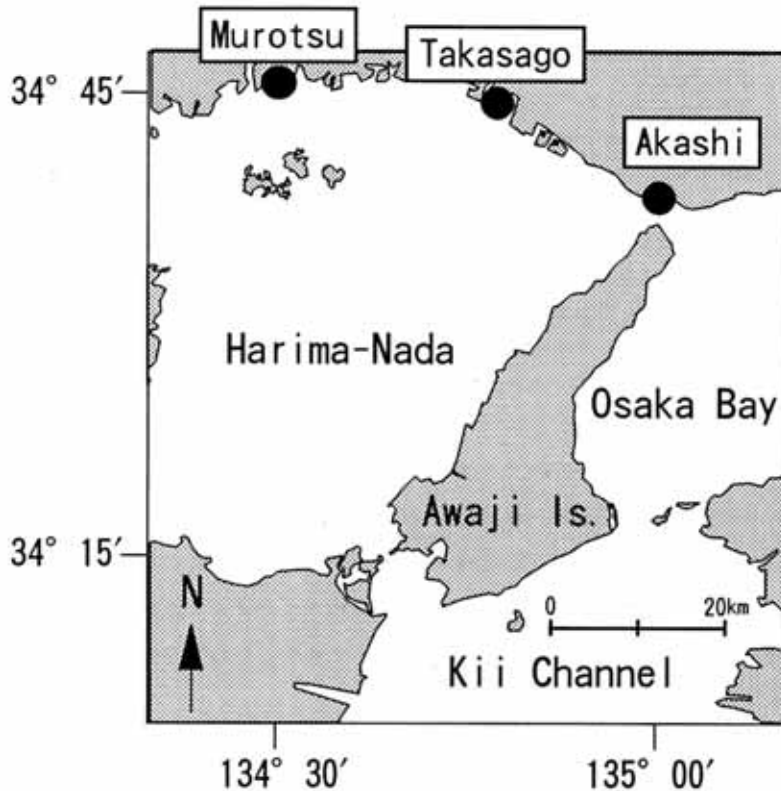 Murotsu
Takasago
34° 45′
Akashi
Harima-Nada
Osaka Bay
Awaji Is.
34° 15′
N
0 20km
Kii Channel
134° 30′ 135° 00′